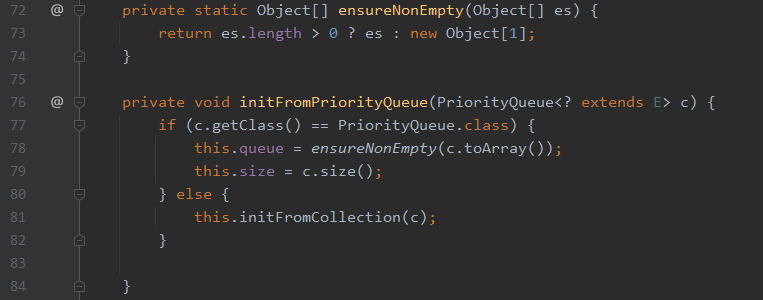 72 @ private static Object[] ensureNonEmpty(Object[] es) {
73 return es.length > 0 ? es : new Object[1];
74 }
75
76 @ private void initFromPriorityQueue(PriorityQueue<? extends E> c) {
77 if (c.getClass() == PriorityQueue.class) {
78 this.queue = ensureNonEmpty(c.toArray());
79 this.size = c.size();
80 } else {
81 this.initFromCollection(c);
82 }
83
84 }